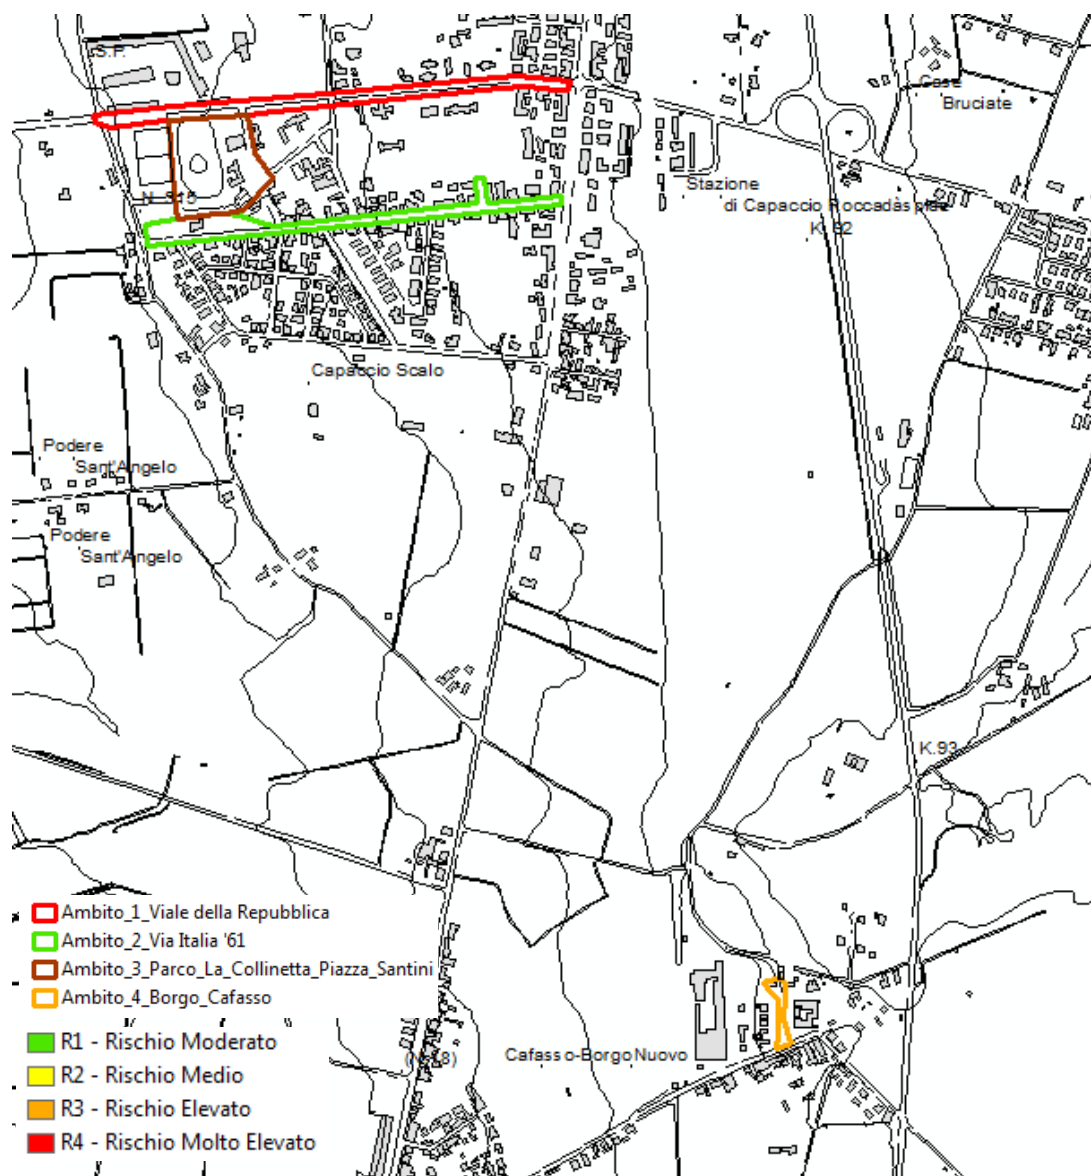 S.P.
Case
Bruciate
N. S15
Stazione
di Capaccio Roccadaspide
K.92
Capaccio Scalo
Podere
Sant'Angelo
Podere
Sant'Angelo
K.93
Ambito_1_Viale della Repubblica
Ambito_2_Via Italia '61
Ambito_3_Parco_La_Collinetta_Piazza_Santini
Ambito_4_Borgo_Cafasso
R1 - Rischio Moderato
R2 - Rischio Medio
R3 - Rischio Elevato
R4 - Rischio Molto Elevato
Cafasso-Borgo Nuovo